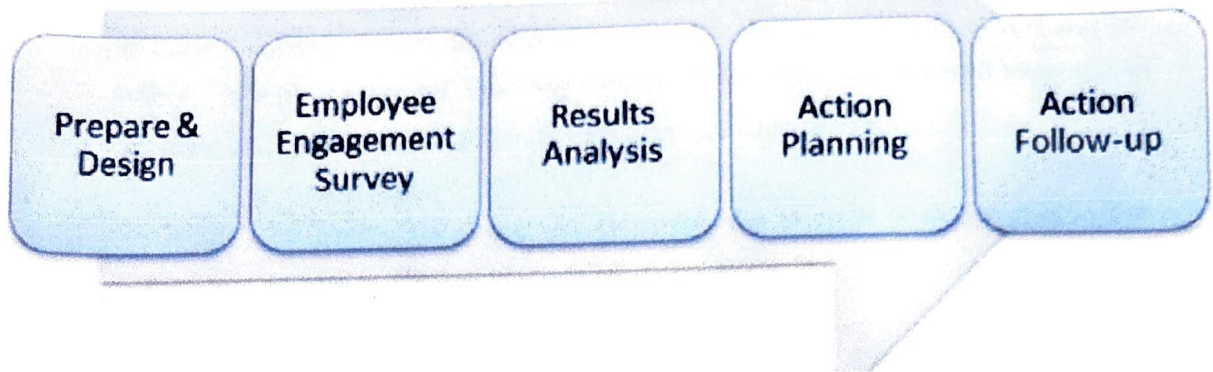 Prepare &
Design
Employee
Engagement
Survey
Results
Analysis
Action
Planning
Action
Follow-up